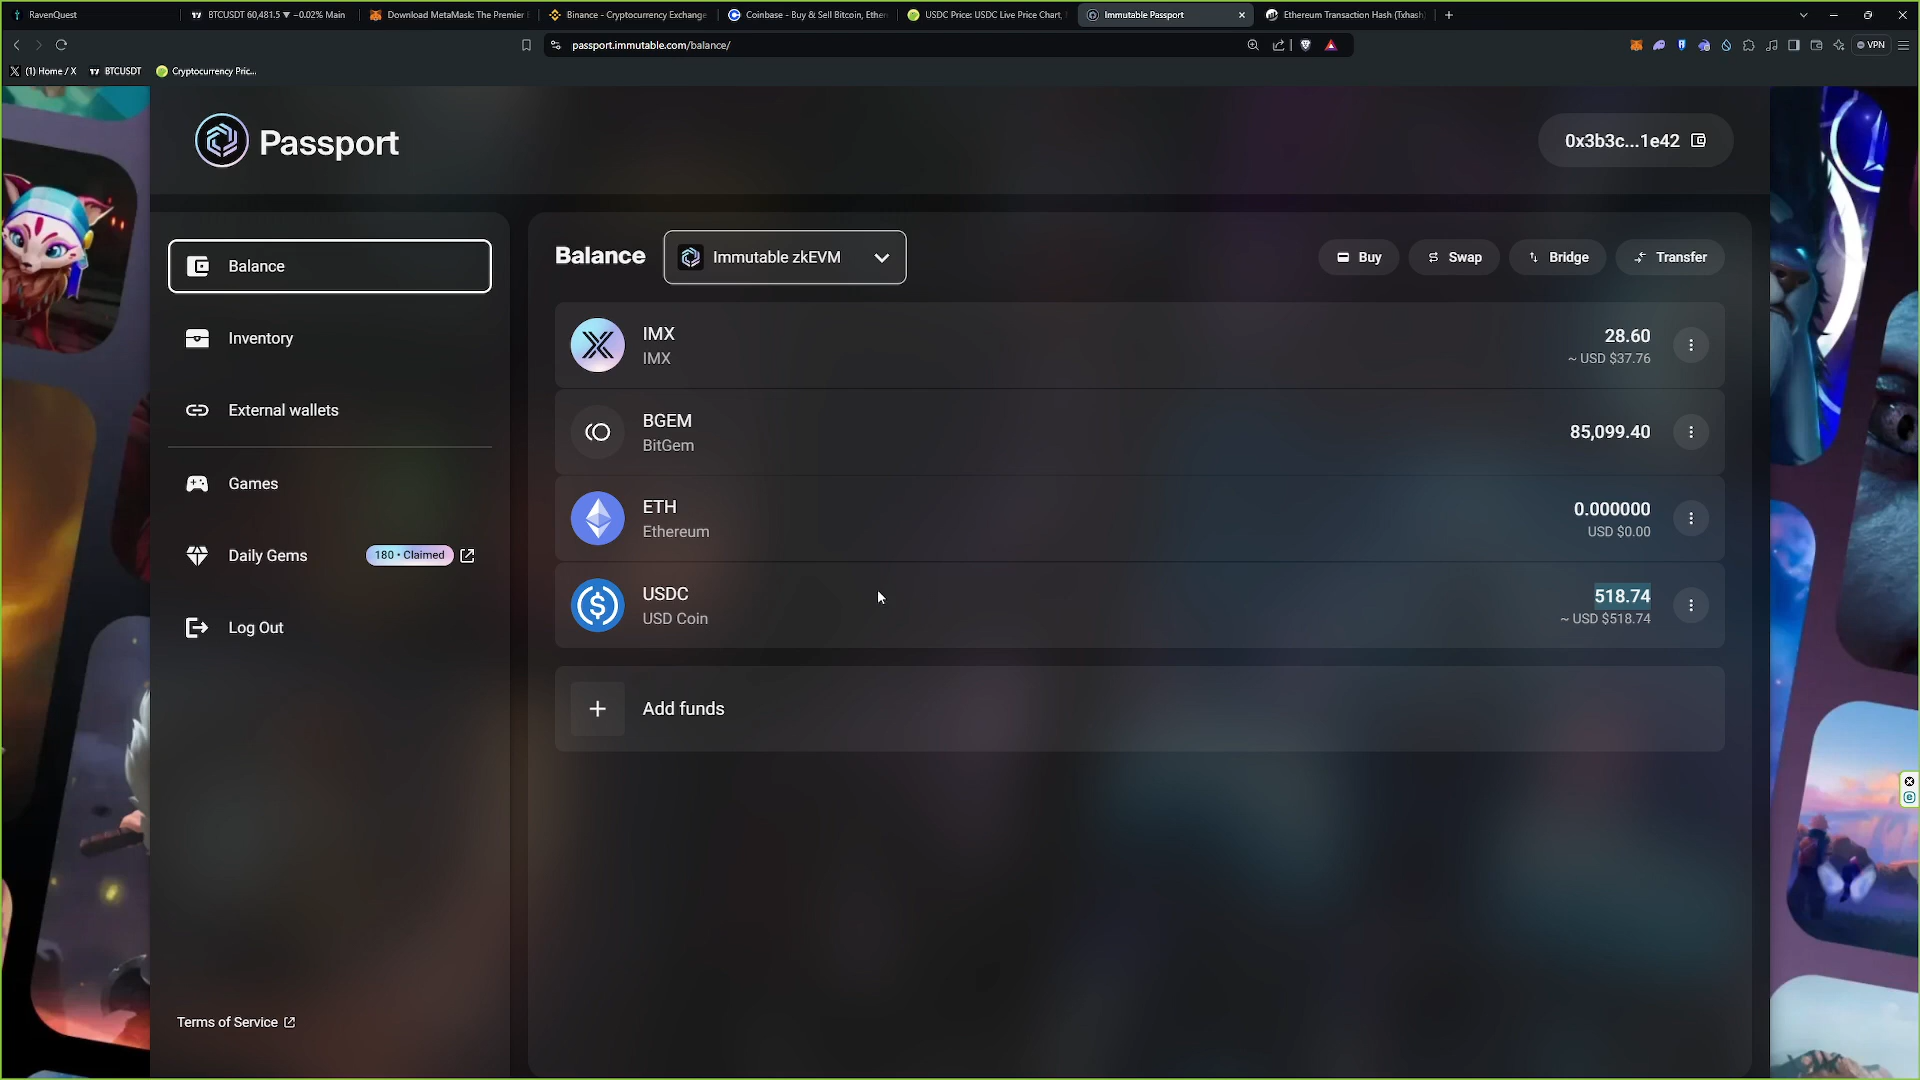 RavenQuest
BTCUSDT 60,481.5 ▼ −0.02% Main
Download MetaMask: The Premier
Binance - Cryptocurrency Exchange
Coinbase - Buy & Sell Bitcoin, Ether
USDC Price: USDC Live Price Chart,
Immutable Passport
Ethereum Transaction Hash (Txhash)
passport.immutable.com/balance/
VPN
(1) Home / X
BTCUSDT
Cryptocurrency Pric...
Passport
0x3b3c...1e42
Balance
Inventory
External wallets
Games
Daily Gems
180 • Claimed
Log Out
Terms of Service
Balance
Immutable zkEVM
Buy
Swap
Bridge
Transfer
IMX
IMX
28.60
~ USD $37.76
BGEM
BitGem
85,099.40
ETH
Ethereum
0.000000
USD $0.00
USDC
USD Coin
518.74
~ USD $518.74
Add funds